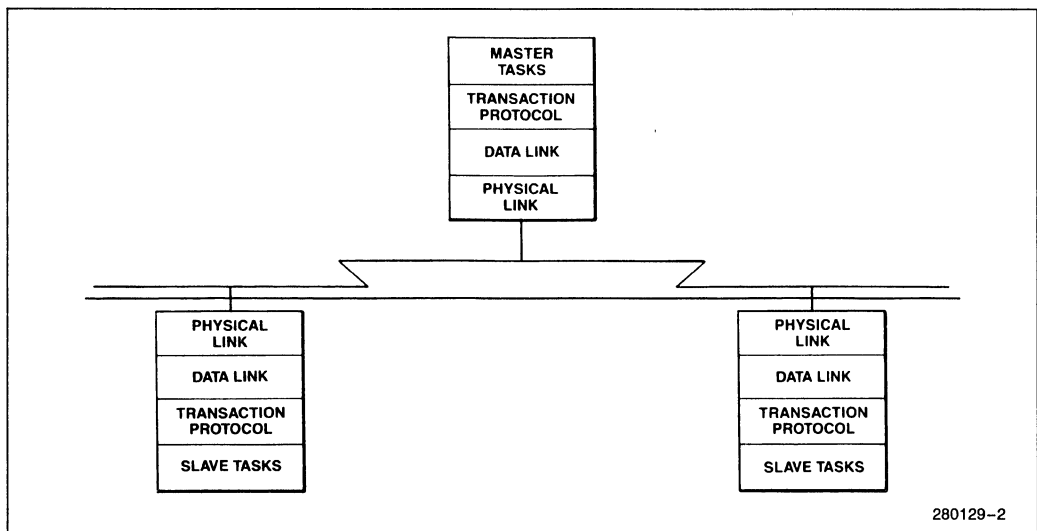 MASTER
TASKS
TRANSACTION
PROTOCOL
DATA LINK
PHYSICAL
LINK
PHYSICAL
LINK
DATA LINK
TRANSACTION
PROTOCOL
SLAVE TASKS
PHYSICAL
LINK
DATA LINK
TRANSACTION
PROTOCOL
SLAVE TASKS
280129–2